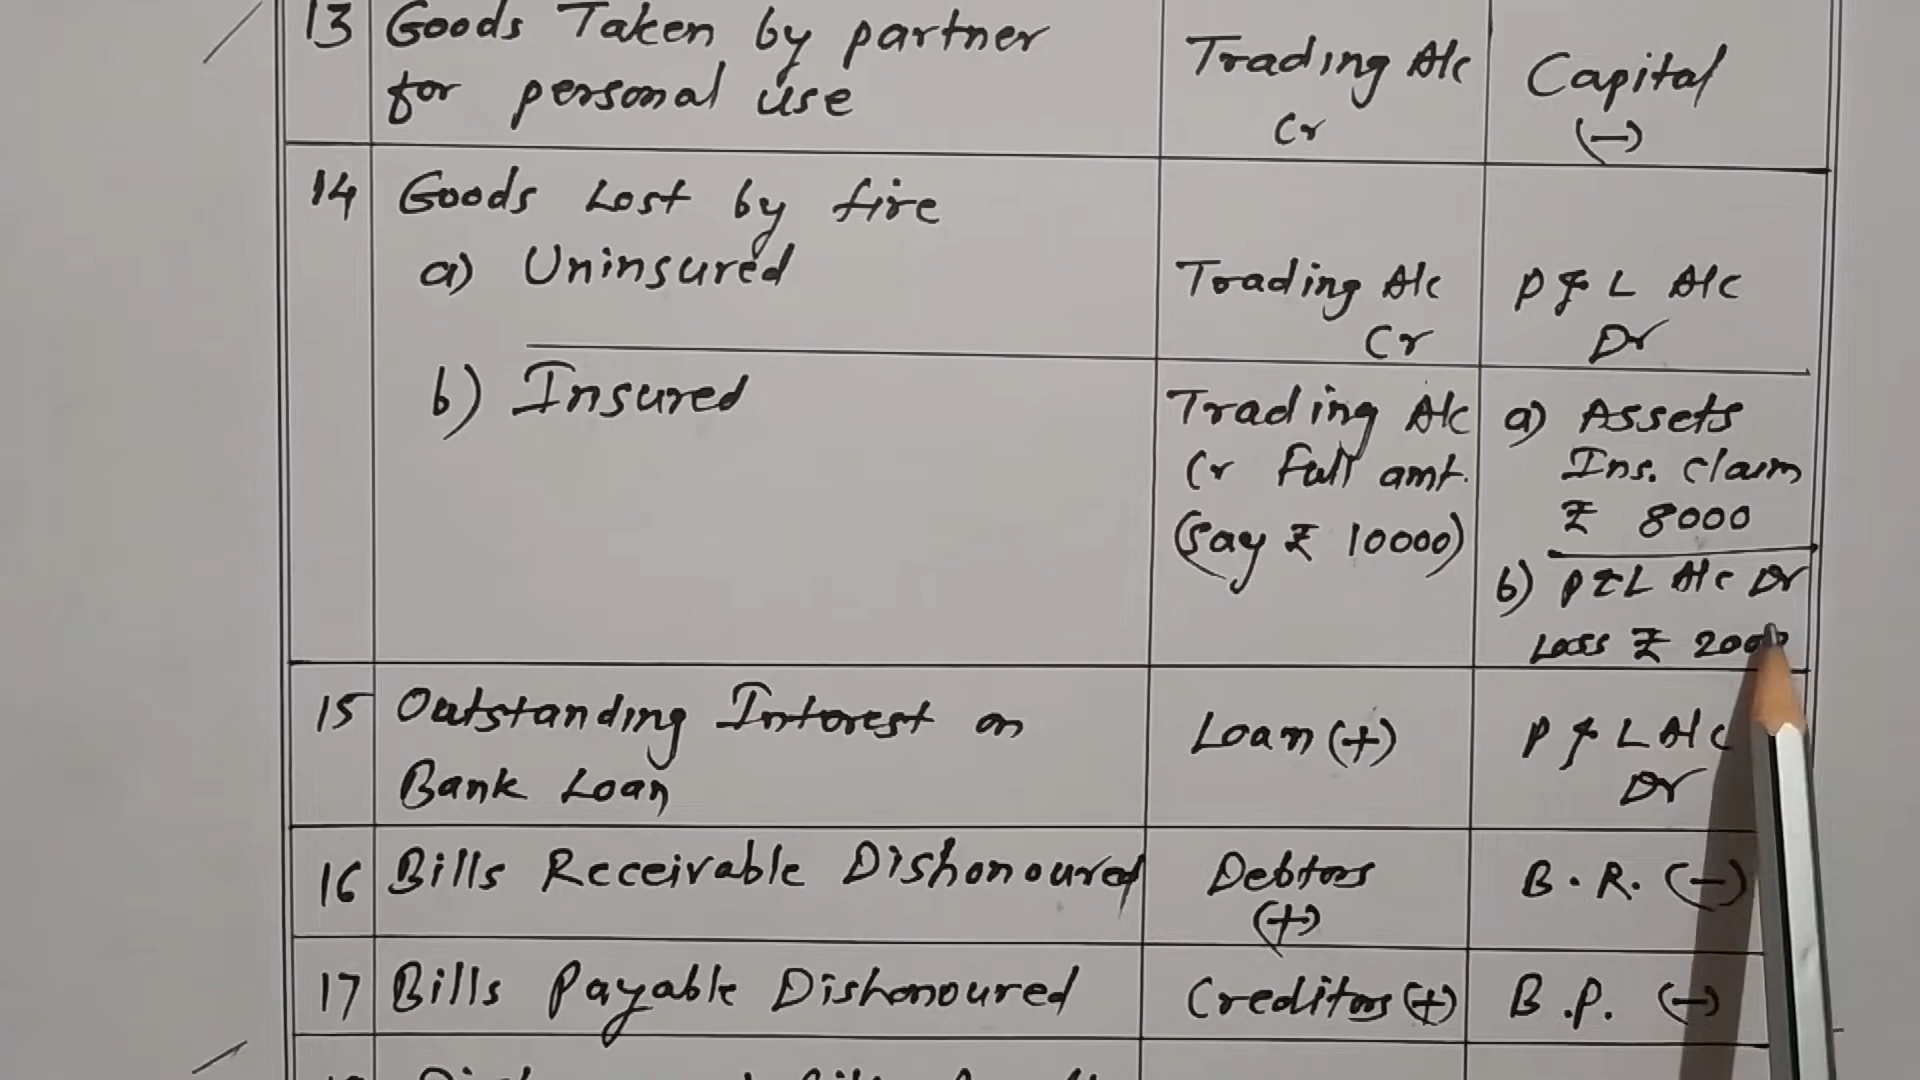 13 Goods Taken by partner
for personal use
Trading A/c
Cr
Capital
(-)
14 Goods Lost by fire
a) Uninsured
Trading A/c
Cr
P & L A/c
Dr
b) Insured
Trading A/c
Cr Full amt.
(Say ₹ 10000)
a) Assets
Ins. Claim
₹ 8000
b) P & L A/c Dr
Loss ₹ 2000
15 Outstanding Interest on
Bank Loan
Loan (+)
P & L A/c
Dr
16 Bills Receivable Dishonoured
Debtors
(+)
B.R. (-)
17 Bills Payable Dishonoured
Creditors (+)
B.P. (-)